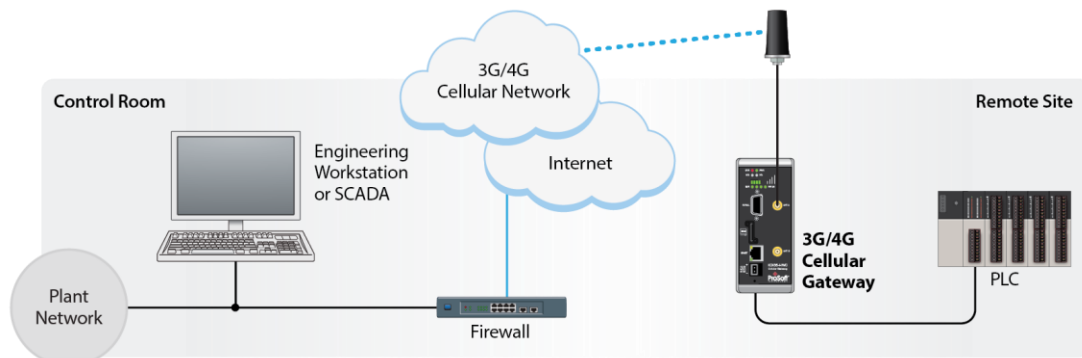 3G/4G
Cellular Network
Control Room
Remote Site
Engineering
Workstation
or SCADA
Internet
3G/4G
Cellular
Gateway
ProSoft
PLC
Plant
Network
Firewall